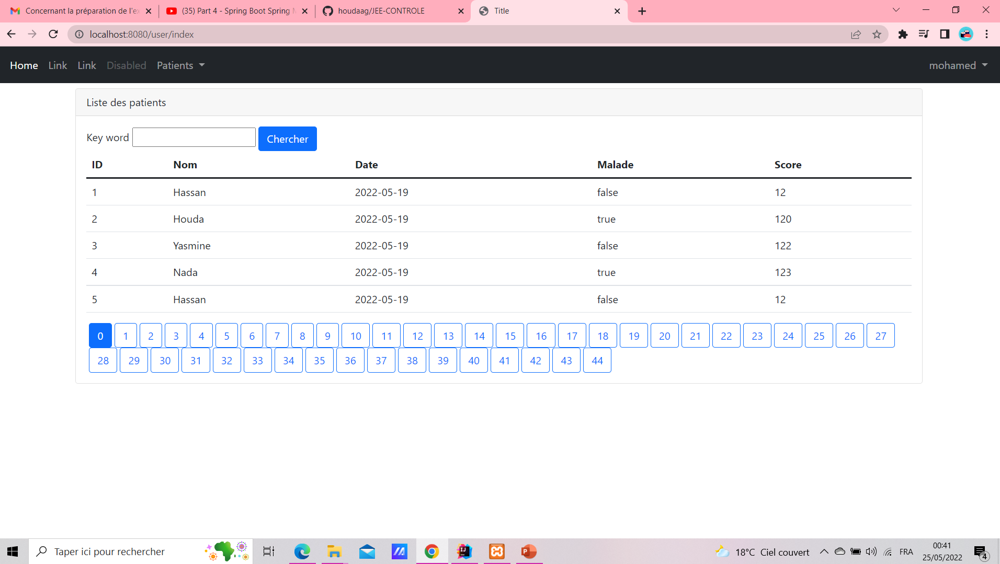 Concernant la préparation de l'ex
(35) Part 4 - Spring Boot Spring M
houdaag/JEE-CONTROLE
Title
localhost:8080/user/index
Home Link Link Disabled Patients mohamed
Liste des patients
Key word Chercher
ID Nom Date Malade Score
1 Hassan 2022-05-19 false 12
2 Houda 2022-05-19 true 120
3 Yasmine 2022-05-19 false 122
4 Nada 2022-05-19 true 123
5 Hassan 2022-05-19 false 12
0 1 2 3 4 5 6 7 8 9 10 11 12 13 14 15 16 17 18 19 20 21 22 23 24 25 26 27
28 29 30 31 32 33 34 35 36 37 38 39 40 41 42 43 44
Taper ici pour rechercher
18°C Ciel couvert
FRA
00:41
25/05/2022
4